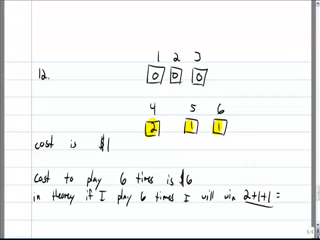 1 2 3
12. 0 0 0
4 5 6
2 1 1
cost is $1
cost to play 6 times is $6
in theory if I play 6 times I will win 2+1+1 =